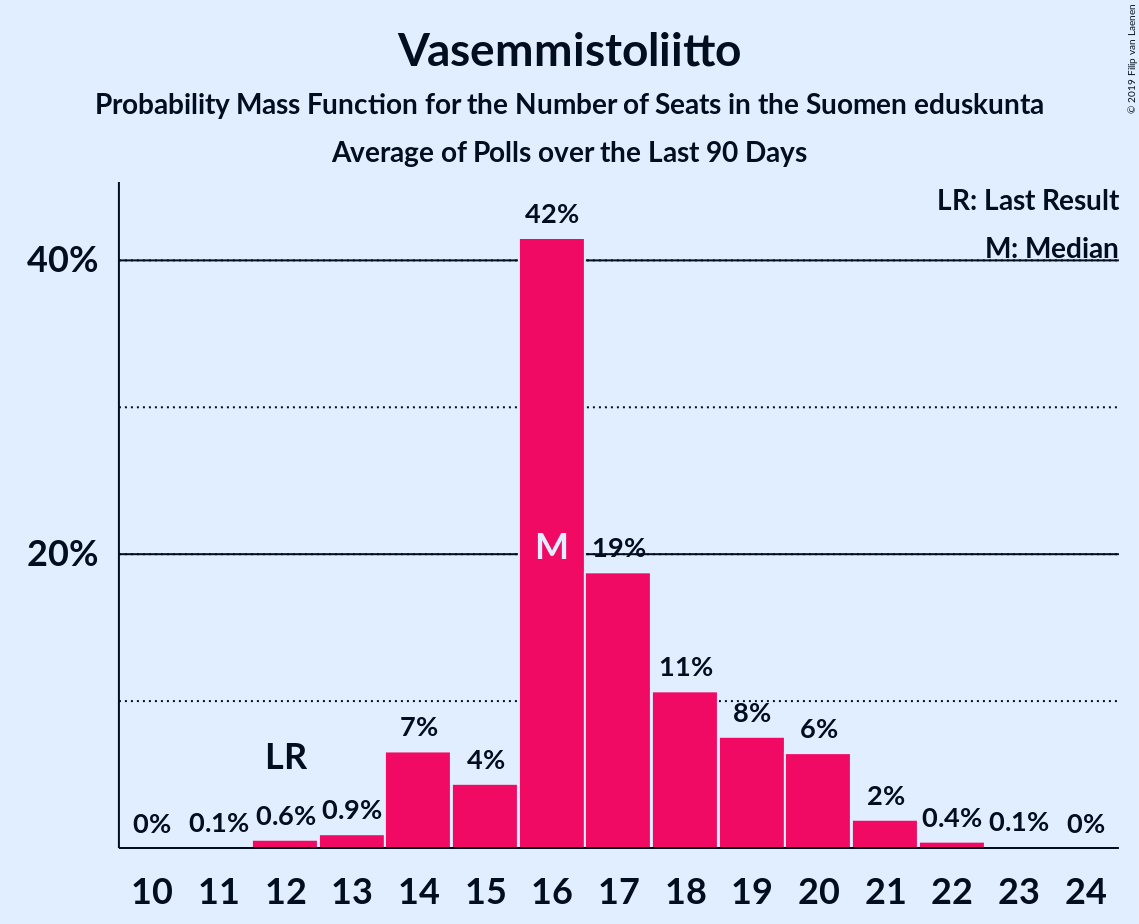 Vasemmistoliitto
Probability Mass Function for the Number of Seats in the Suomen eduskunta
Average of Polls over the Last 90 Days
© 2019 Filip van Laenen
LR: Last Result
M: Median
40%
20%
0%
0.1%
0.6%
LR
0.9%
7%
4%
42%
M
19%
11%
8%
6%
2%
0.4%
0.1%
0%
10 11 12 13 14 15 16 17 18 19 20 21 22 23 24